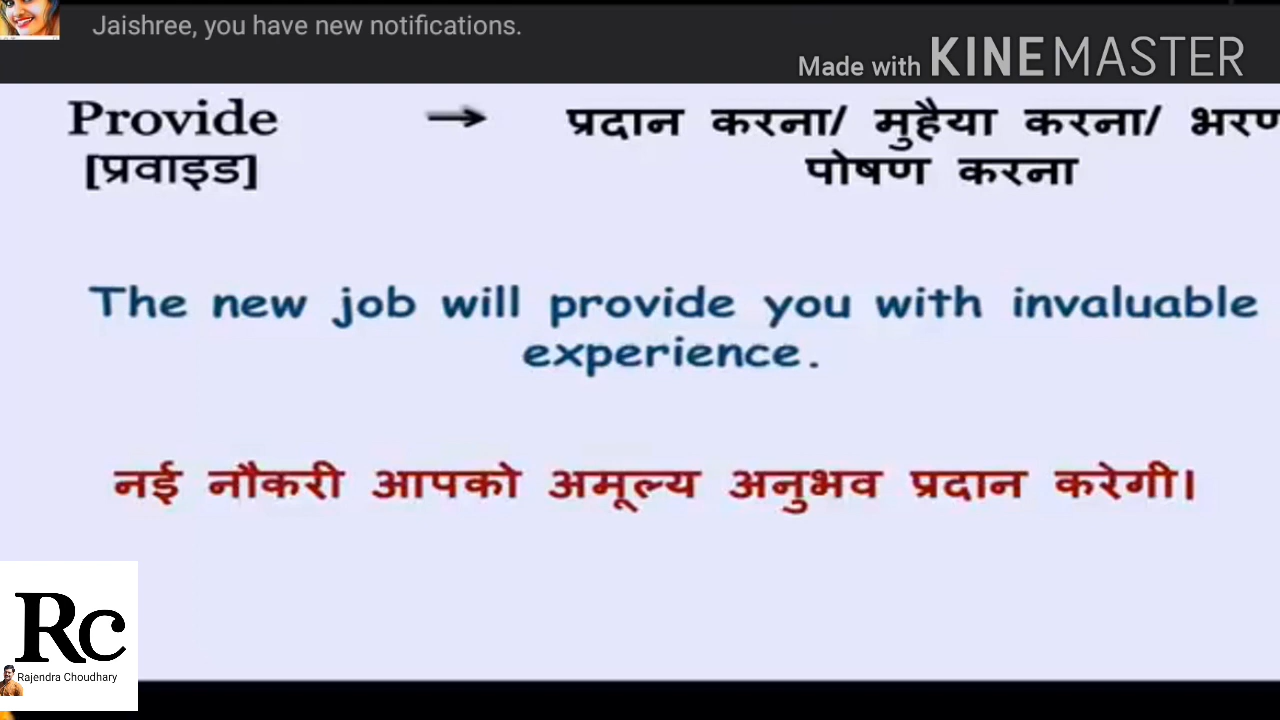 Jaishree, you have new notifications.
Made with KINEMASTER
Provide → प्रदान करना/ मुहैया करना/ भरण
[प्रवाइड] पोषण करना
The new job will provide you with invaluable
experience.
नई नौकरी आपको अमूल्य अनुभव प्रदान करेगी।
Rc
Rajendra Choudhary